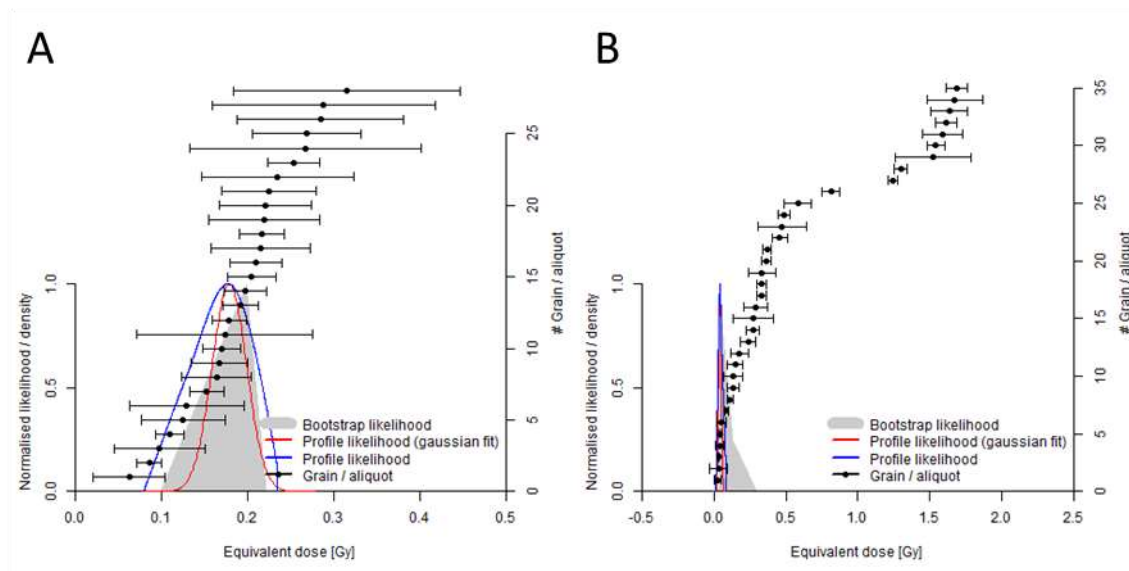 A
B
Normalised likelihood / density
1.0
0.5
0.0
25
20
15
10
5
0
# Grain / aliquot
Bootstrap likelihood
Profile likelihood (gaussian fit)
Profile likelihood
Grain / aliquot
0.0 0.1 0.2 0.3 0.4 0.5
Equivalent dose [Gy]
Normalised likelihood / density
1.0
0.5
0.0
35
30
25
20
15
10
5
0
# Grain / aliquot
Bootstrap likelihood
Profile likelihood (gaussian fit)
Profile likelihood
Grain / aliquot
-0.5 0.0 0.5 1.0 1.5 2.0 2.5
Equivalent dose [Gy]